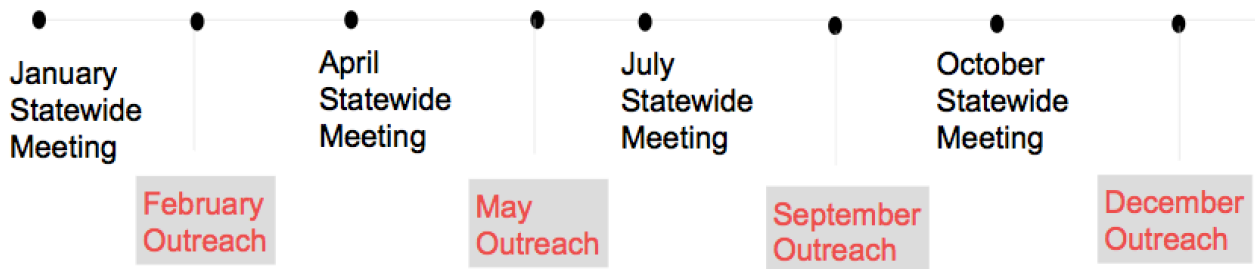 January
Statewide
Meeting
February
Outreach
April
Statewide
Meeting
May
Outreach
July
Statewide
Meeting
September
Outreach
October
Statewide
Meeting
December
Outreach